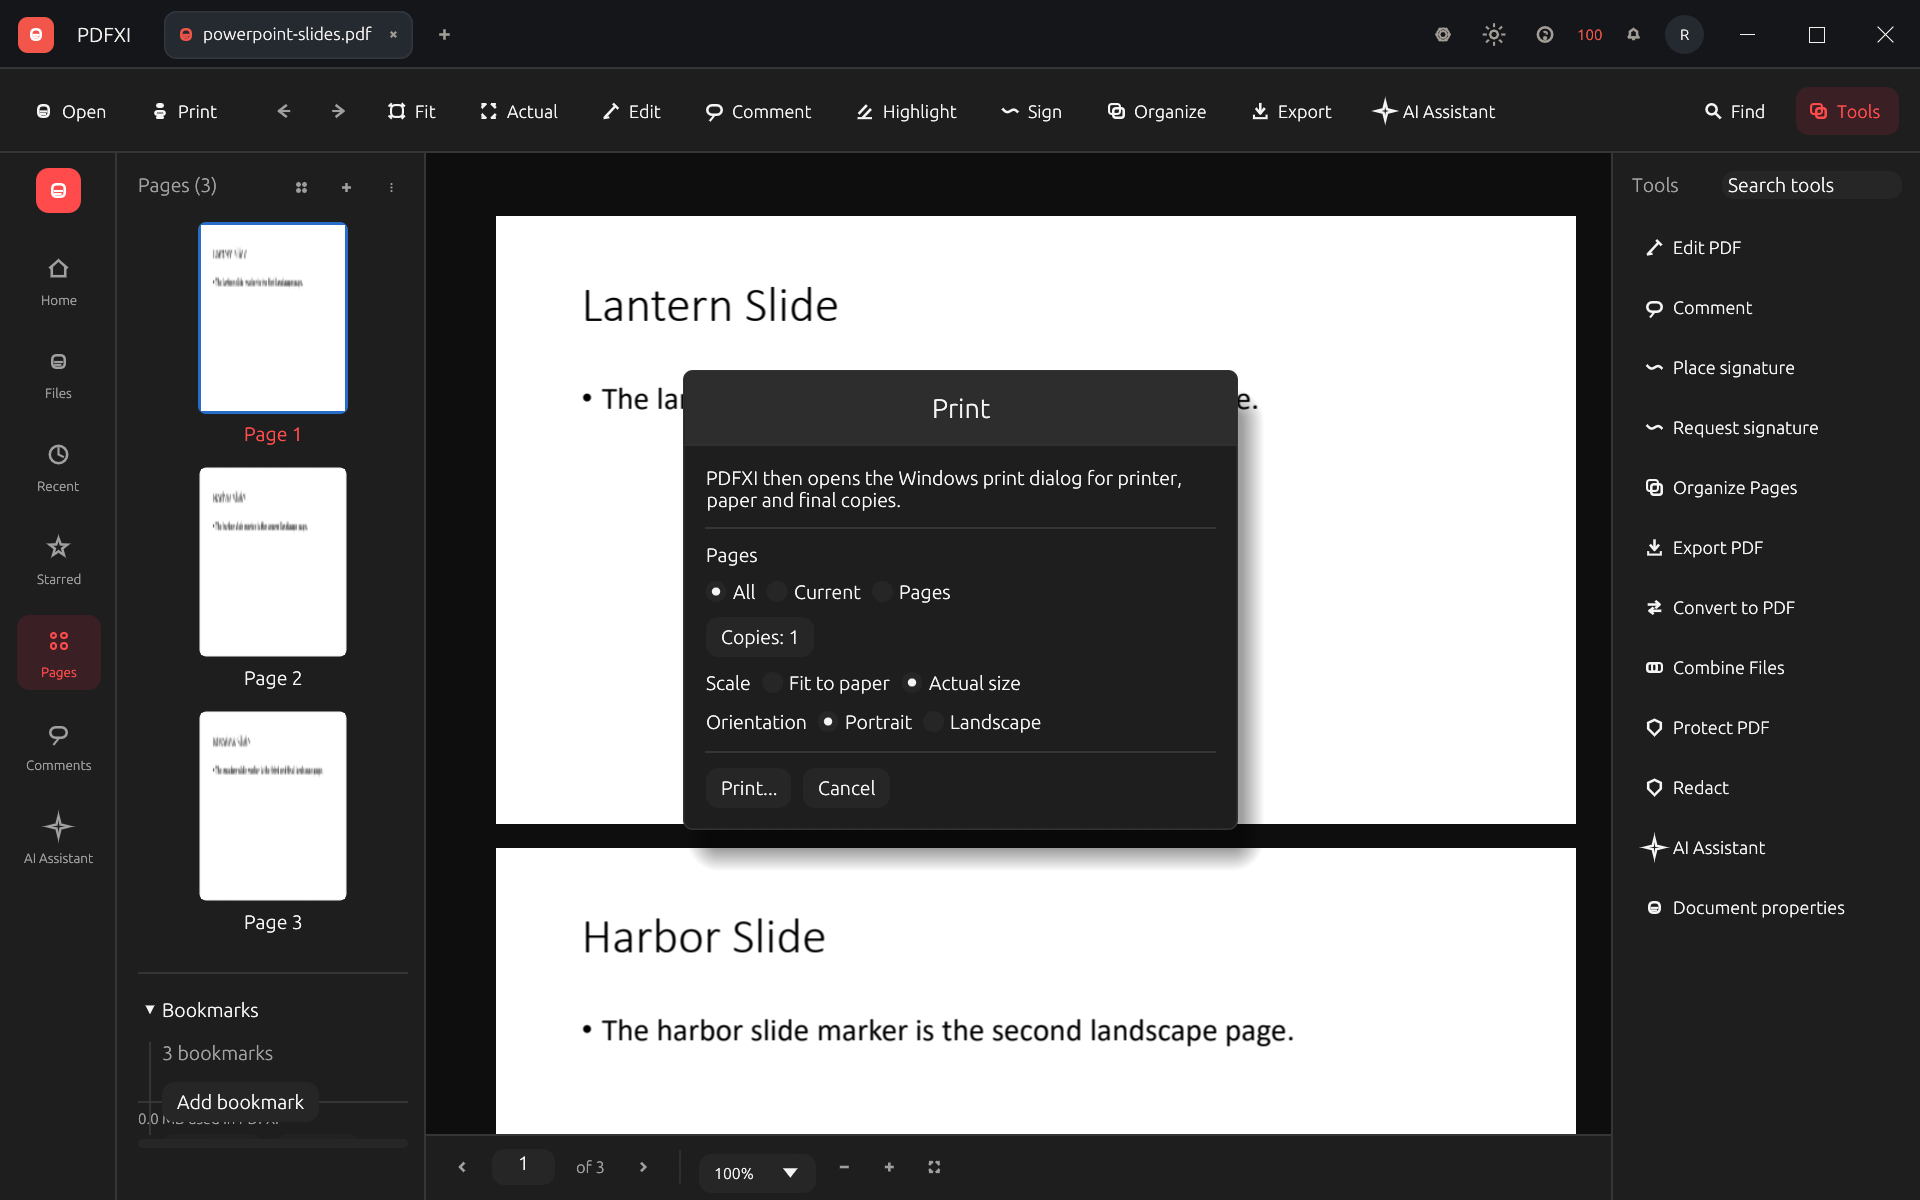 PDFXI
powerpoint-slides.pdf
100
R
Open
Print
Fit
Actual
Edit
Comment
Highlight
Sign
Organize
Export
AI Assistant
Find
Tools
Home
Files
Recent
Starred
Pages
Comments
AI Assistant
Pages (3)
Page 1
Page 2
Page 3
Bookmarks
3 bookmarks
Add bookmark
0.0
Lantern Slide
• The
e.
Print
PDFXI then opens the Windows print dialog for printer,
paper and final copies.
Pages
All Current Pages
Copies: 1
Scale Fit to paper Actual size
Orientation Portrait Landscape
Print... Cancel
Harbor Slide
• The harbor slide marker is the second landscape page.
1 of 3
100%
Tools
Search tools
Edit PDF
Comment
Place signature
Request signature
Organize Pages
Export PDF
Convert to PDF
Combine Files
Protect PDF
Redact
AI Assistant
Document properties